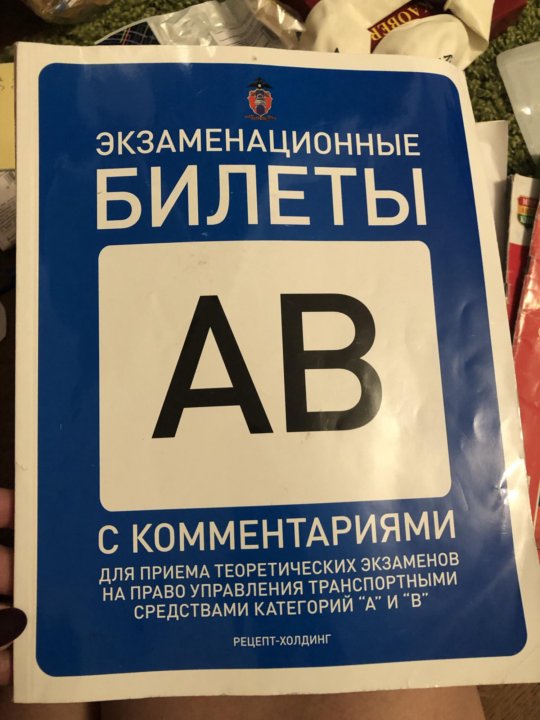 ЭКЗАМЕНАЦИОННЫЕ
БИЛЕТЫ
АВ
С КОММЕНТАРИЯМИ
ДЛЯ ПРИЕМА ТЕОРЕТИЧЕСКИХ ЭКЗАМЕНОВ
НА ПРАВО УПРАВЛЕНИЯ ТРАНСПОРТНЫМИ
СРЕДСТВАМИ КАТЕГОРИЙ "А" И "В"
РЕЦЕПТ-ХОЛДИНГ